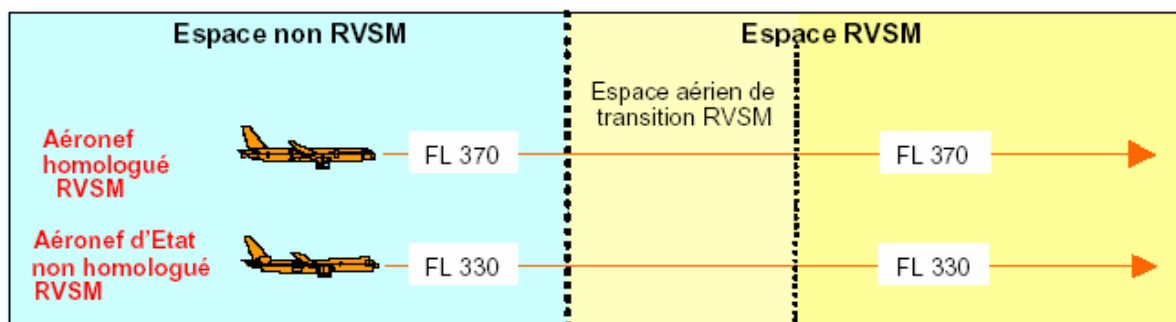 Espace non RVSM
Espace RVSM
Espace aérien de
transition RVSM
Aéronef
homologué
RVSM
FL 370
FL 370
Aéronef d'Etat
non homologué
RVSM
FL 330
FL 330